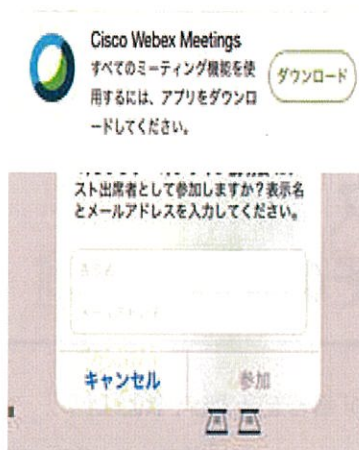 Cisco Webex Meetings
すべてのミーティング機能を使
用するには、アプリをダウンロ
ードしてください。
ダウンロード
スト出席者として参加しますか?表示名
とメールアドレスを入力してください。
キャンセル
参加